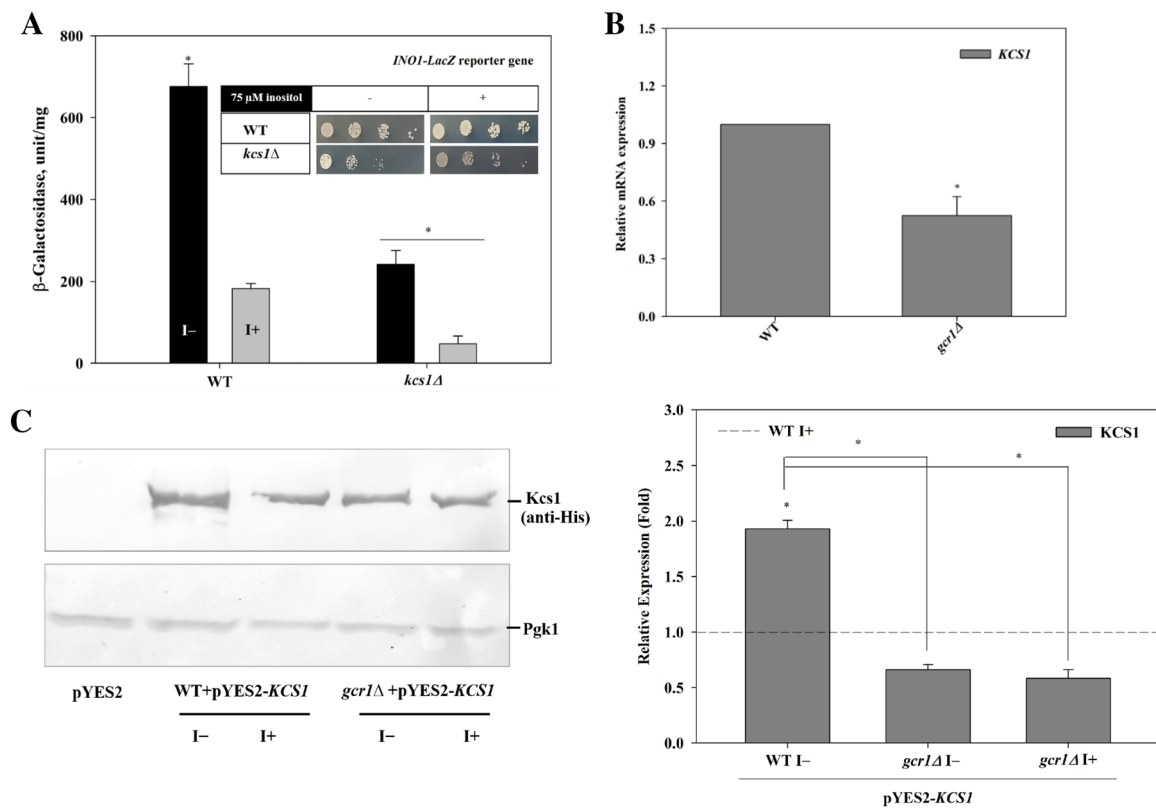 A
800
600
400
200
0
β-Galactosidase, unit/mg
*
INO1-LacZ reporter gene
75 µM inositol - +
WT
kcs1Δ
*
I– I+
WT kcs1Δ
B
1.5
1.2
0.9
0.6
0.3
0.0
Relative mRNA expression
KCS1
*
WT gcr1Δ
C
Kcs1
(anti-His)
Pgk1
pYES2 WT+pYES2-KCS1 gcr1Δ +pYES2-KCS1
I– I+ I– I+
3.0
2.5
2.0
1.5
1.0
0.5
0.0
Relative Expression (Fold)
WT I+
KCS1
*
*
*
WT I– gcr1Δ I– gcr1Δ I+
pYES2-KCS1